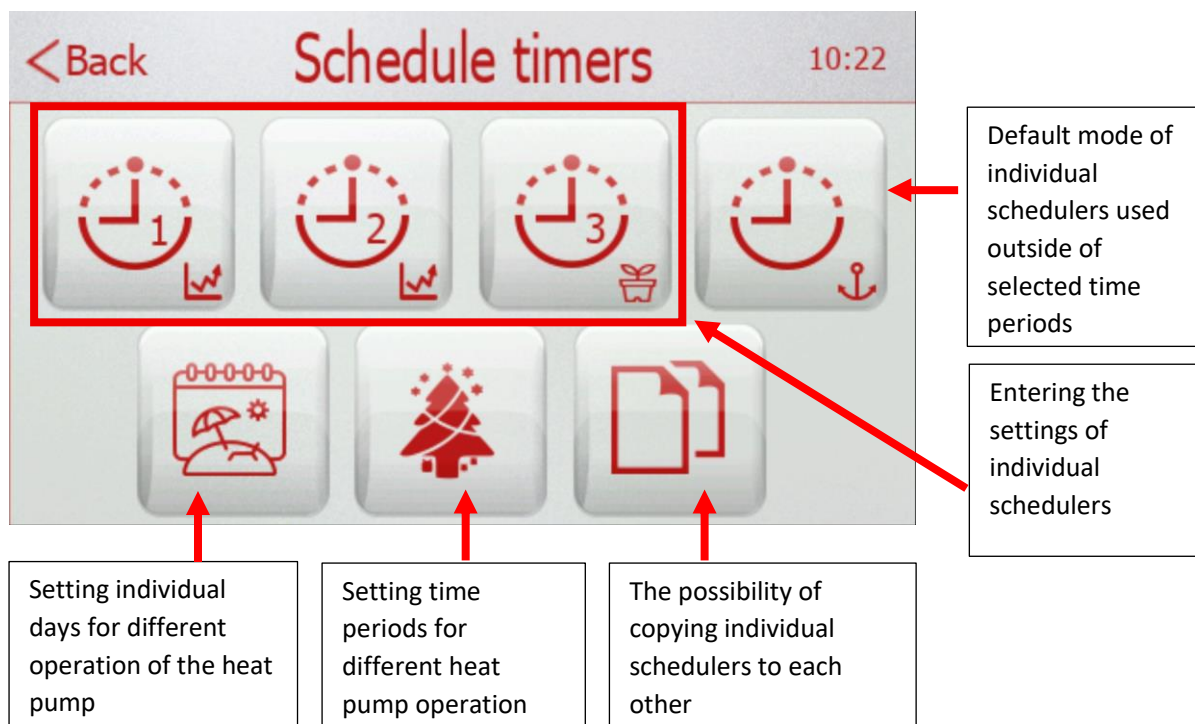 Back
Schedule timers
10:22
1
2
3
Default mode of
individual
schedulers used
outside of
selected time
periods
Entering the
settings of
individual
schedulers
Setting individual
days for different
operation of the heat
pump
Setting time
periods for
different heat
pump operation
The possibility of
copying individual
schedulers to each
other